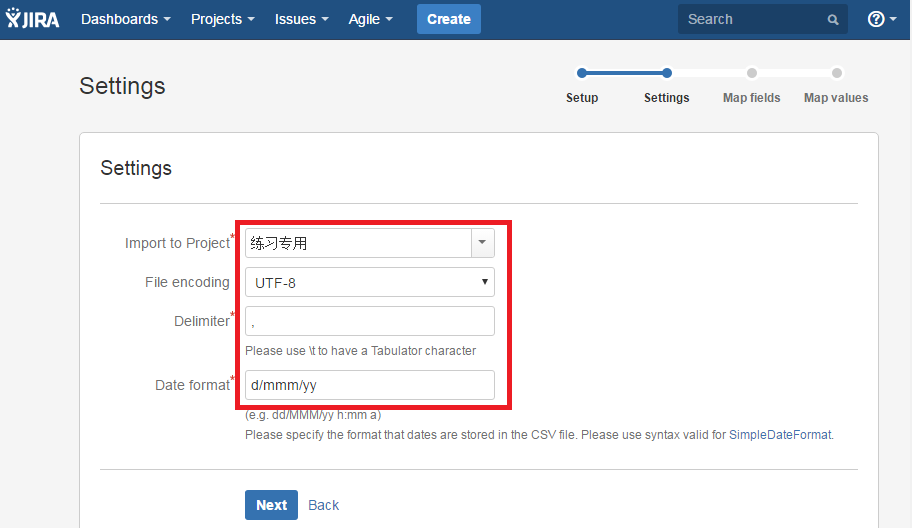 JIRA Dashboards Projects Issues Agile Create Search ?
Settings
Setup Settings Map fields Map values
Settings
Import to Project* 练习专用
File encoding UTF-8
Delimiter* ,
Please use \t to have a Tabulator character
Date format* d/mmm/yy
(e.g. dd/MMM/yy h:mm a)
Please specify the format that dates are stored in the CSV file. Please use syntax valid for SimpleDateFormat.
Next Back